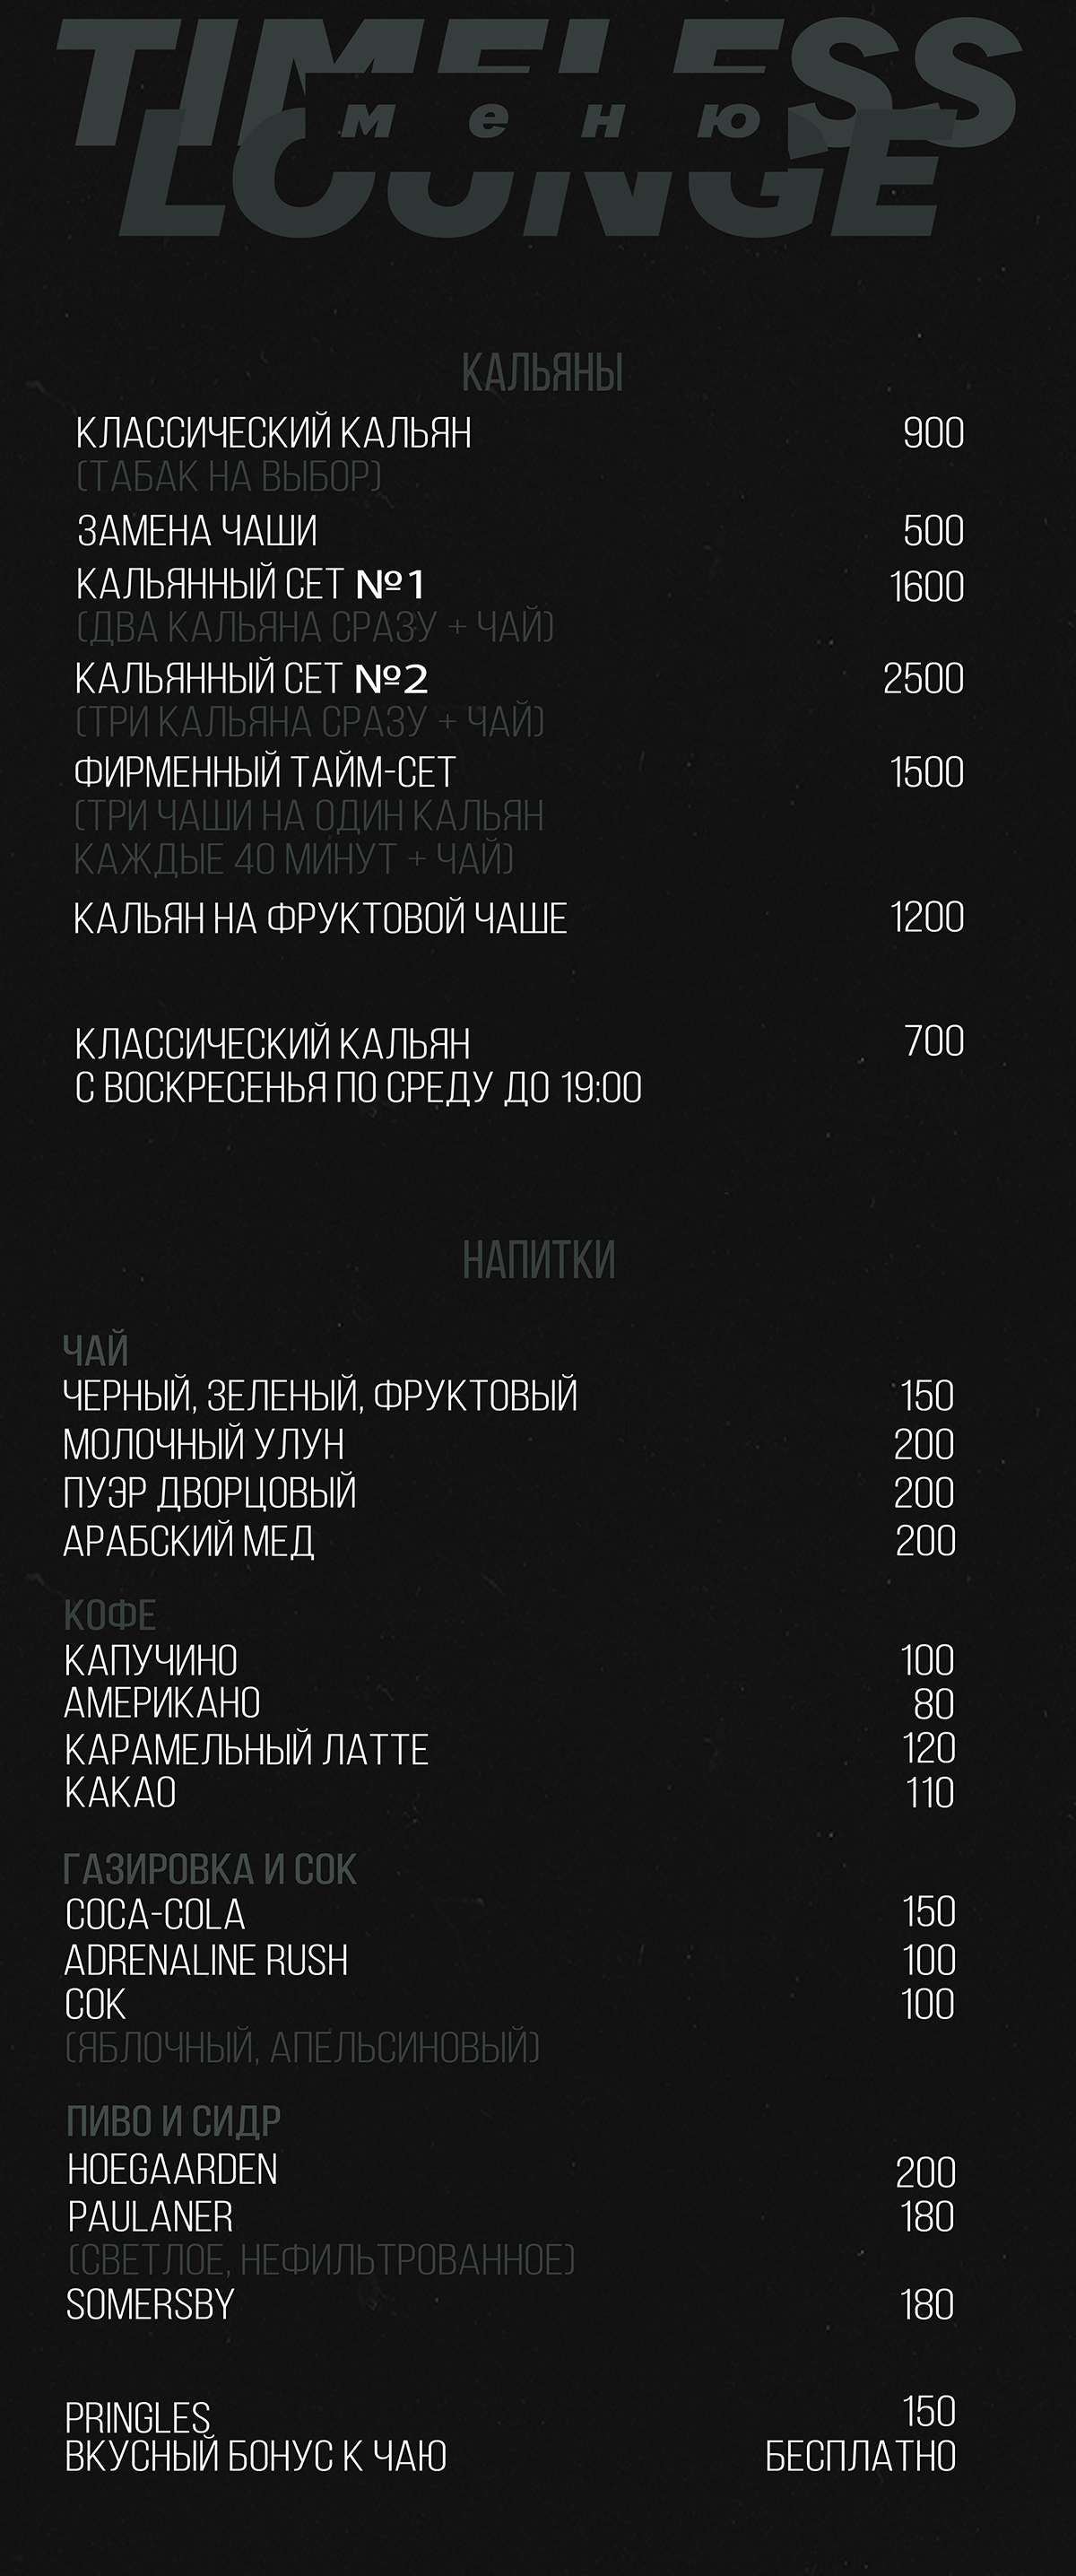 TIMELESS
меню
LOUNGE
КАЛЬЯНЫ
КЛАССИЧЕСКИЙ КАЛЬЯН 900
(ТАБАК НА ВЫБОР)
ЗАМЕНА ЧАШИ 500
КАЛЬЯННЫЙ СЕТ №1 1600
(ДВА КАЛЬЯНА СРАЗУ + ЧАЙ)
КАЛЬЯННЫЙ СЕТ №2 2500
(ТРИ КАЛЬЯНА СРАЗУ + ЧАЙ)
ФИРМЕННЫЙ ТАЙМ-СЕТ 1500
(ТРИ ЧАШИ НА ОДИН КАЛЬЯН
КАЖДЫЕ 40 МИНУТ + ЧАЙ)
КАЛЬЯН НА ФРУКТОВОЙ ЧАШЕ 1200
КЛАССИЧЕСКИЙ КАЛЬЯН 700
С ВОСКРЕСЕНЬЯ ПО СРЕДУ ДО 19:00
НАПИТКИ
ЧАЙ
ЧЕРНЫЙ, ЗЕЛЕНЫЙ, ФРУКТОВЫЙ 150
МОЛОЧНЫЙ УЛУН 200
ПУЭР ДВОРЦОВЫЙ 200
АРАБСКИЙ МЕД 200
КОФЕ
КАПУЧИНО 100
АМЕРИКАНО 80
КАРАМЕЛЬНЫЙ ЛАТТЕ 120
КАКАО 110
ГАЗИРОВКА И СОК
COCA-COLA 150
ADRENALINE RUSH 100
СОК 100
(ЯБЛОЧНЫЙ, АПЕЛЬСИНОВЫЙ)
ПИВО И СИДР
HOEGAARDEN 200
PAULANER 180
(СВЕТЛОЕ, НЕФИЛЬТРОВАННОЕ)
SOMERSBY 180
PRINGLES 150
ВКУСНЫЙ БОНУС К ЧАЮ БЕСПЛАТНО